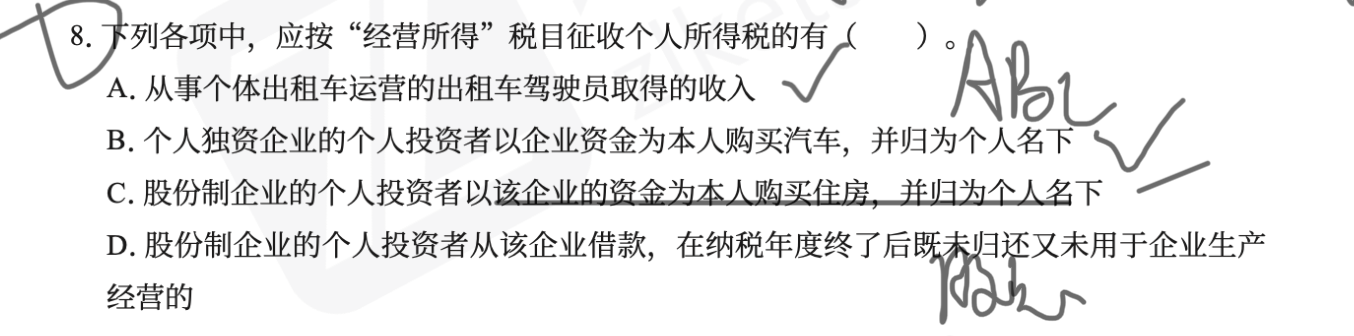 8. 下列各项中，应按“经营所得”税目征收个人所得税的有（　　）。
A. 从事个体出租车运营的出租车驾驶员取得的收入
B. 个人独资企业的个人投资者以企业资金为本人购买汽车，并归为个人名下
C. 股份制企业的个人投资者以该企业的资金为本人购买住房，并归为个人名下
D. 股份制企业的个人投资者从该企业借款，在纳税年度终了后既未归还又未用于企业生产
经营的